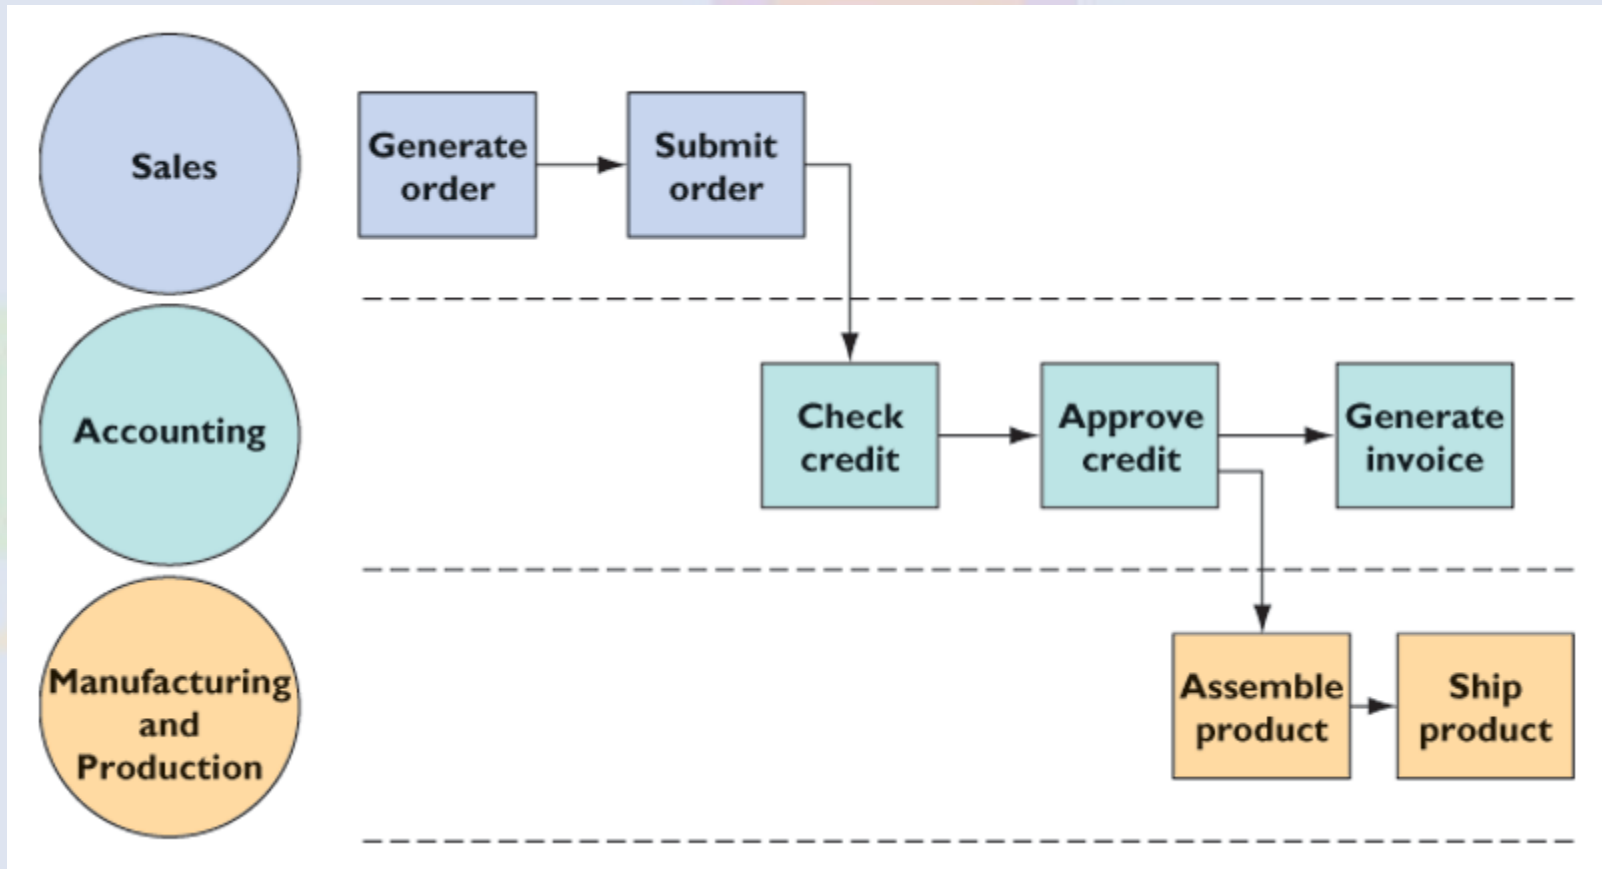 Sales
Generate
order
Submit
order
Accounting
Check
credit
Approve
credit
Generate
invoice
Manufacturing
and
Production
Assemble
product
Ship
product